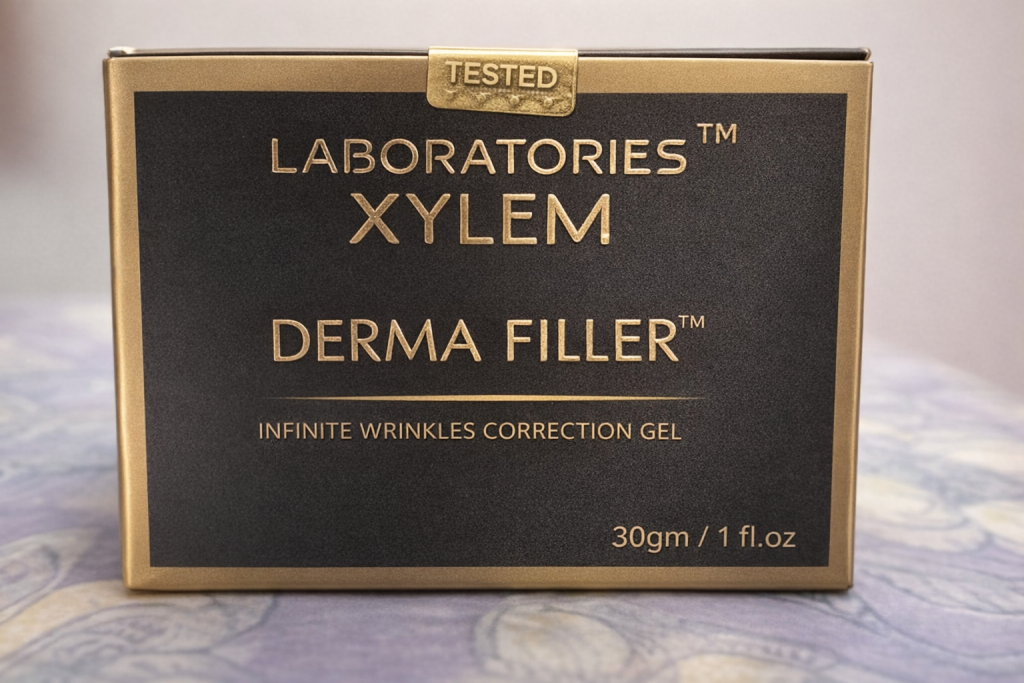 TESTED
LABORATORIES™
XYLEM
DERMA FILLER™
INFINITE WRINKLES CORRECTION GEL
30gm / 1 fl.oz